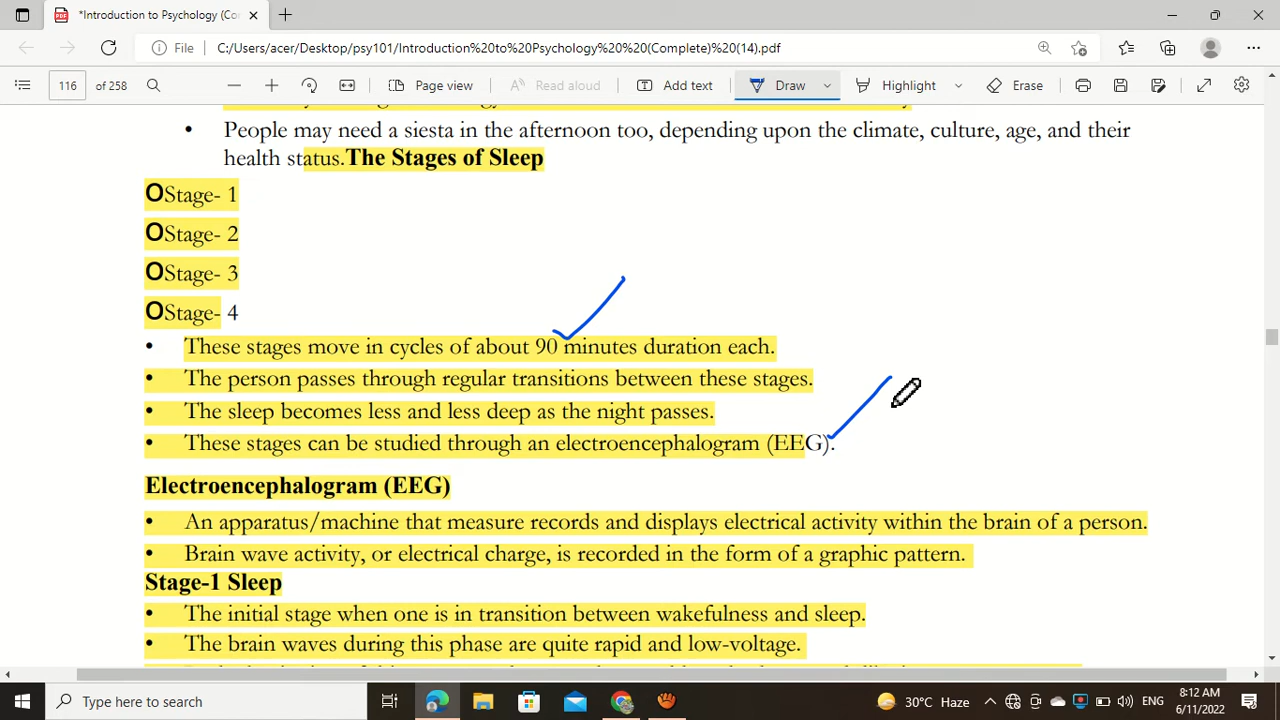 *Introduction to Psychology (Co
File
C:/Users/acer/Desktop/psy101/Introduction%20to%20Psychology%20%20(Complete)%20(14).pdf
116 of 258
Page view
Read aloud
Add text
Draw
Highlight
Erase
• People may need a siesta in the afternoon too, depending upon the climate, culture, age, and their
health status.The Stages of Sleep
OStage- 1
OStage- 2
OStage- 3
OStage- 4
• These stages move in cycles of about 90 minutes duration each.
• The person passes through regular transitions between these stages.
• The sleep becomes less and less deep as the night passes.
• These stages can be studied through an electroencephalogram (EEG).
Electroencephalogram (EEG)
• An apparatus/machine that measure records and displays electrical activity within the brain of a person.
• Brain wave activity, or electrical charge, is recorded in the form of a graphic pattern.
Stage-1 Sleep
• The initial stage when one is in transition between wakefulness and sleep.
• The brain waves during this phase are quite rapid and low-voltage.
Type here to search
30°C Haze
ENG
8:12 AM
6/11/2022